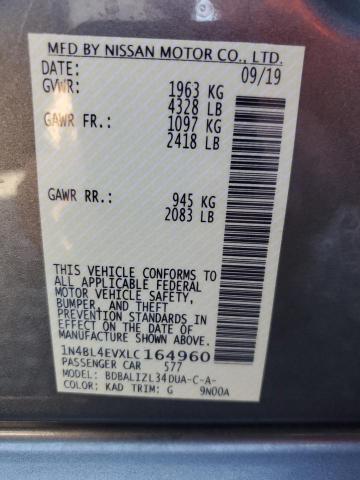 MFD BY NISSAN MOTOR CO., LTD.
DATE: 09/19
GVWR: 1963 KG
4328 LB
GAWR FR: 1097 KG
2418 LB
GAWR RR: 945 KG
2083 LB
THIS VEHICLE CONFORMS TO
ALL APPLICABLE FEDERAL
MOTOR VEHICLE SAFETY,
BUMPER, AND THEFT
PREVENTION STANDARDS
IN EFFECT ON THE DATE OF
MANUFACTURE SHOWN ABOVE.
1N4BL4EVXLC164960
PASSENGER CAR 577
MODEL: BDBALIZL34DUA-C-A-
COLOR: KAD TRIM: G 9N00A